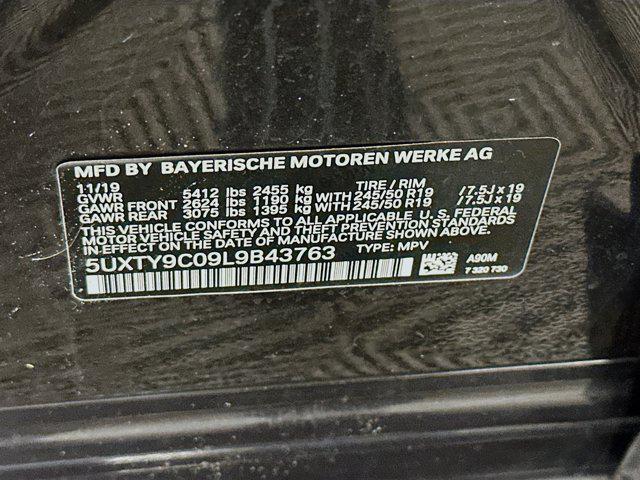 MFD BY BAYERISCHE MOTOREN WERKE AG
11/19
GVWR 5412 lbs 2455 kg TIRE / RIM
GAWR FRONT 2624 lbs 1190 kg WITH 245/50 R19 /7.5J x 19
GAWR REAR 3075 lbs 1395 kg WITH 245/50 R19 /7.5J x 19
THIS VEHICLE CONFORMS TO ALL APPLICABLE U. S. FEDERAL
MOTOR VEHICLE SAFETY AND THEFT PREVENTION STANDARDS
IN EFFECT ON THE DATE OF MANUFACTURE SHOWN ABOVE.
5UXTY9C09L9B43763 TYPE: MPV
A90M
7 320 730